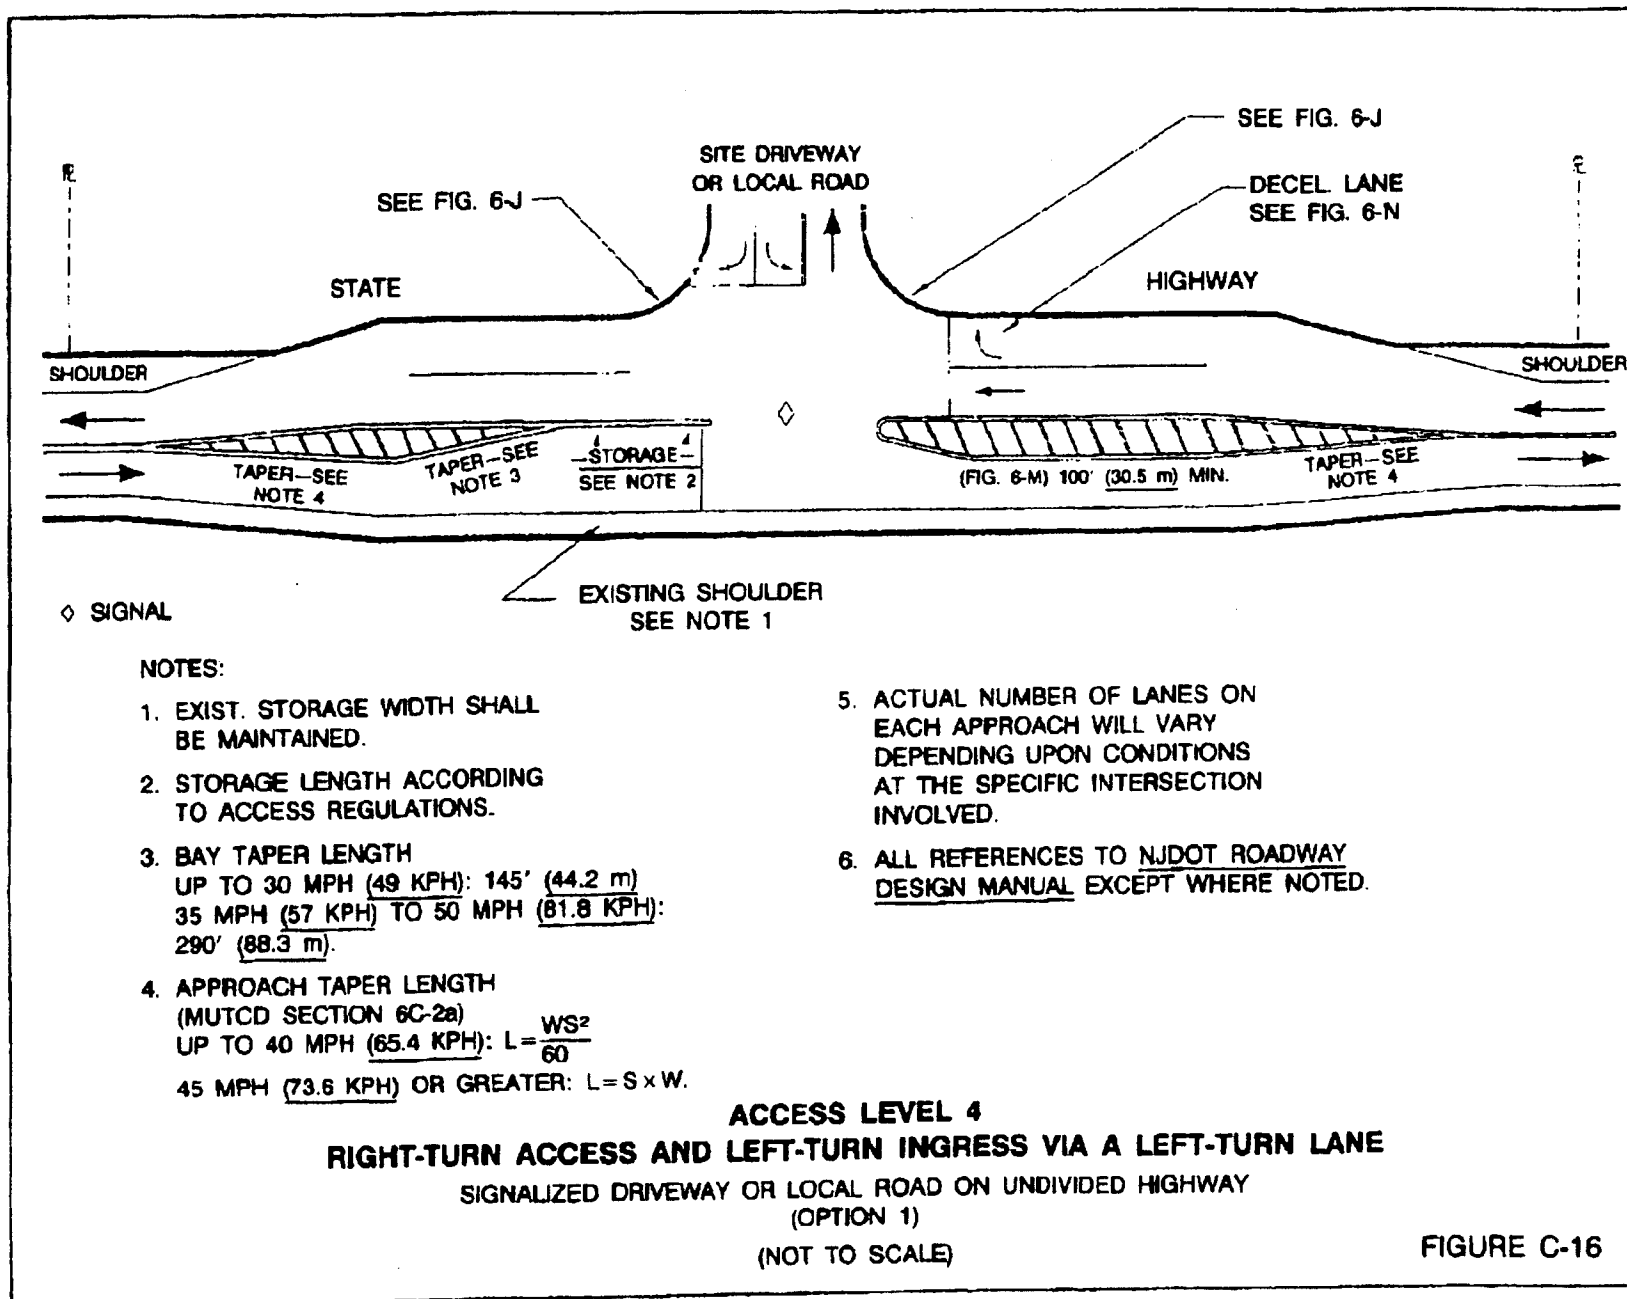 SEE FIG. 6-J
SITE DRIVEWAY
OR LOCAL ROAD
SEE FIG. 6-J
DECEL. LANE
SEE FIG. 6-N
STATE
HIGHWAY
SHOULDER
SHOULDER
TAPER—SEE
NOTE 4
TAPER—SEE
NOTE 3
STORAGE
SEE NOTE 2
(FIG. 6-M) 100' (30.5 m) MIN.
TAPER—SEE
NOTE 4
◊ SIGNAL
EXISTING SHOULDER
SEE NOTE 1
NOTES:
1. EXIST. STORAGE WIDTH SHALL
BE MAINTAINED.
2. STORAGE LENGTH ACCORDING
TO ACCESS REGULATIONS.
3. BAY TAPER LENGTH
UP TO 30 MPH (49 KPH): 145' (44.2 m)
35 MPH (57 KPH) TO 50 MPH (81.8 KPH):
290' (88.3 m).
4. APPROACH TAPER LENGTH
(MUTCD SECTION 6C-2a)
UP TO 40 MPH (65.4 KPH): L=WS²/60
45 MPH (73.6 KPH) OR GREATER: L=S×W.
5. ACTUAL NUMBER OF LANES ON
EACH APPROACH WILL VARY
DEPENDING UPON CONDITIONS
AT THE SPECIFIC INTERSECTION
INVOLVED.
6. ALL REFERENCES TO NJDOT ROADWAY
DESIGN MANUAL EXCEPT WHERE NOTED.
ACCESS LEVEL 4
RIGHT-TURN ACCESS AND LEFT-TURN INGRESS VIA A LEFT-TURN LANE
SIGNALIZED DRIVEWAY OR LOCAL ROAD ON UNDIVIDED HIGHWAY
(OPTION 1)
(NOT TO SCALE)
FIGURE C-16